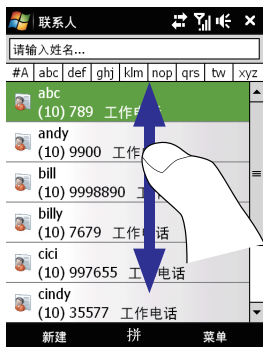 联系人
请输入姓名...
#A abc def ghj klm nop qrs tw xyz
abc
(10) 789 工作电话
andy
(10) 9900 工作
bill
(10) 9998890 工
billy
(10) 7679 工作电话
cici
(10) 997655 工作电话
cindy
(10) 35577 工作电话
新建 拼 菜单